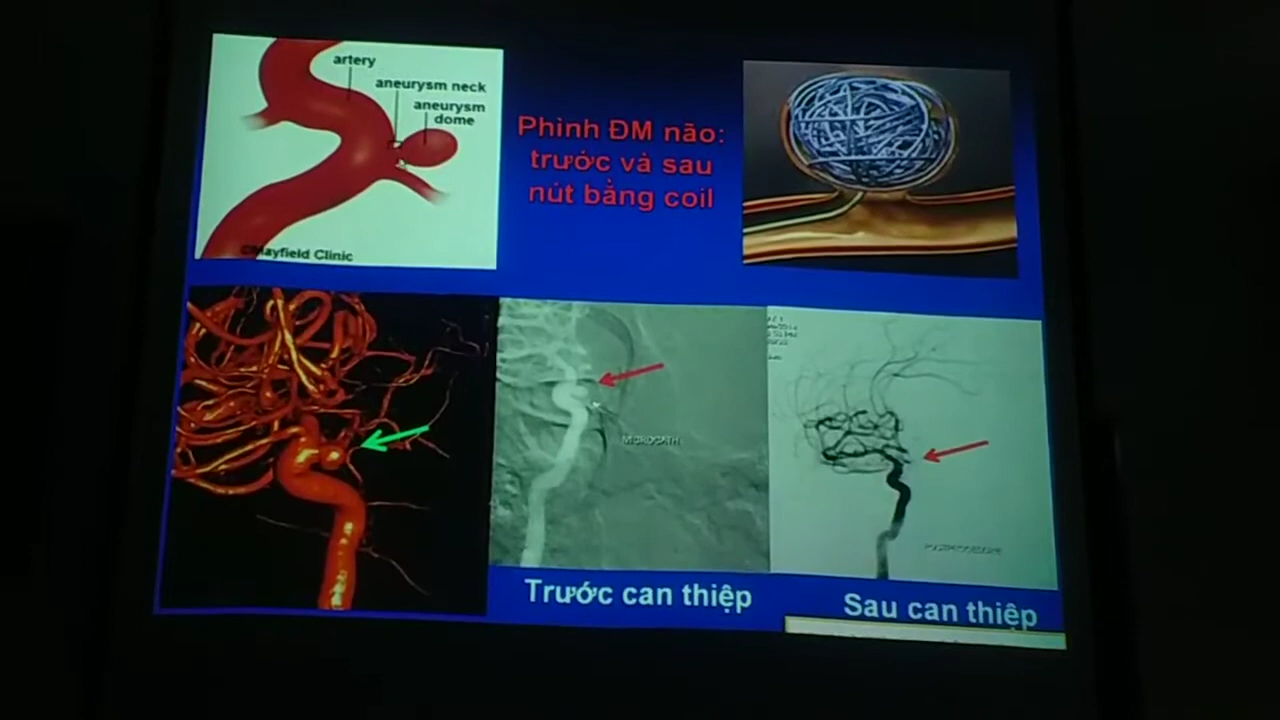 artery
aneurysm neck
aneurysm
dome
©Mayfield Clinic
Phình ĐM não:
trước và sau
nút bằng coil
MICROCATH
Trước can thiệp
Sau can thiệp